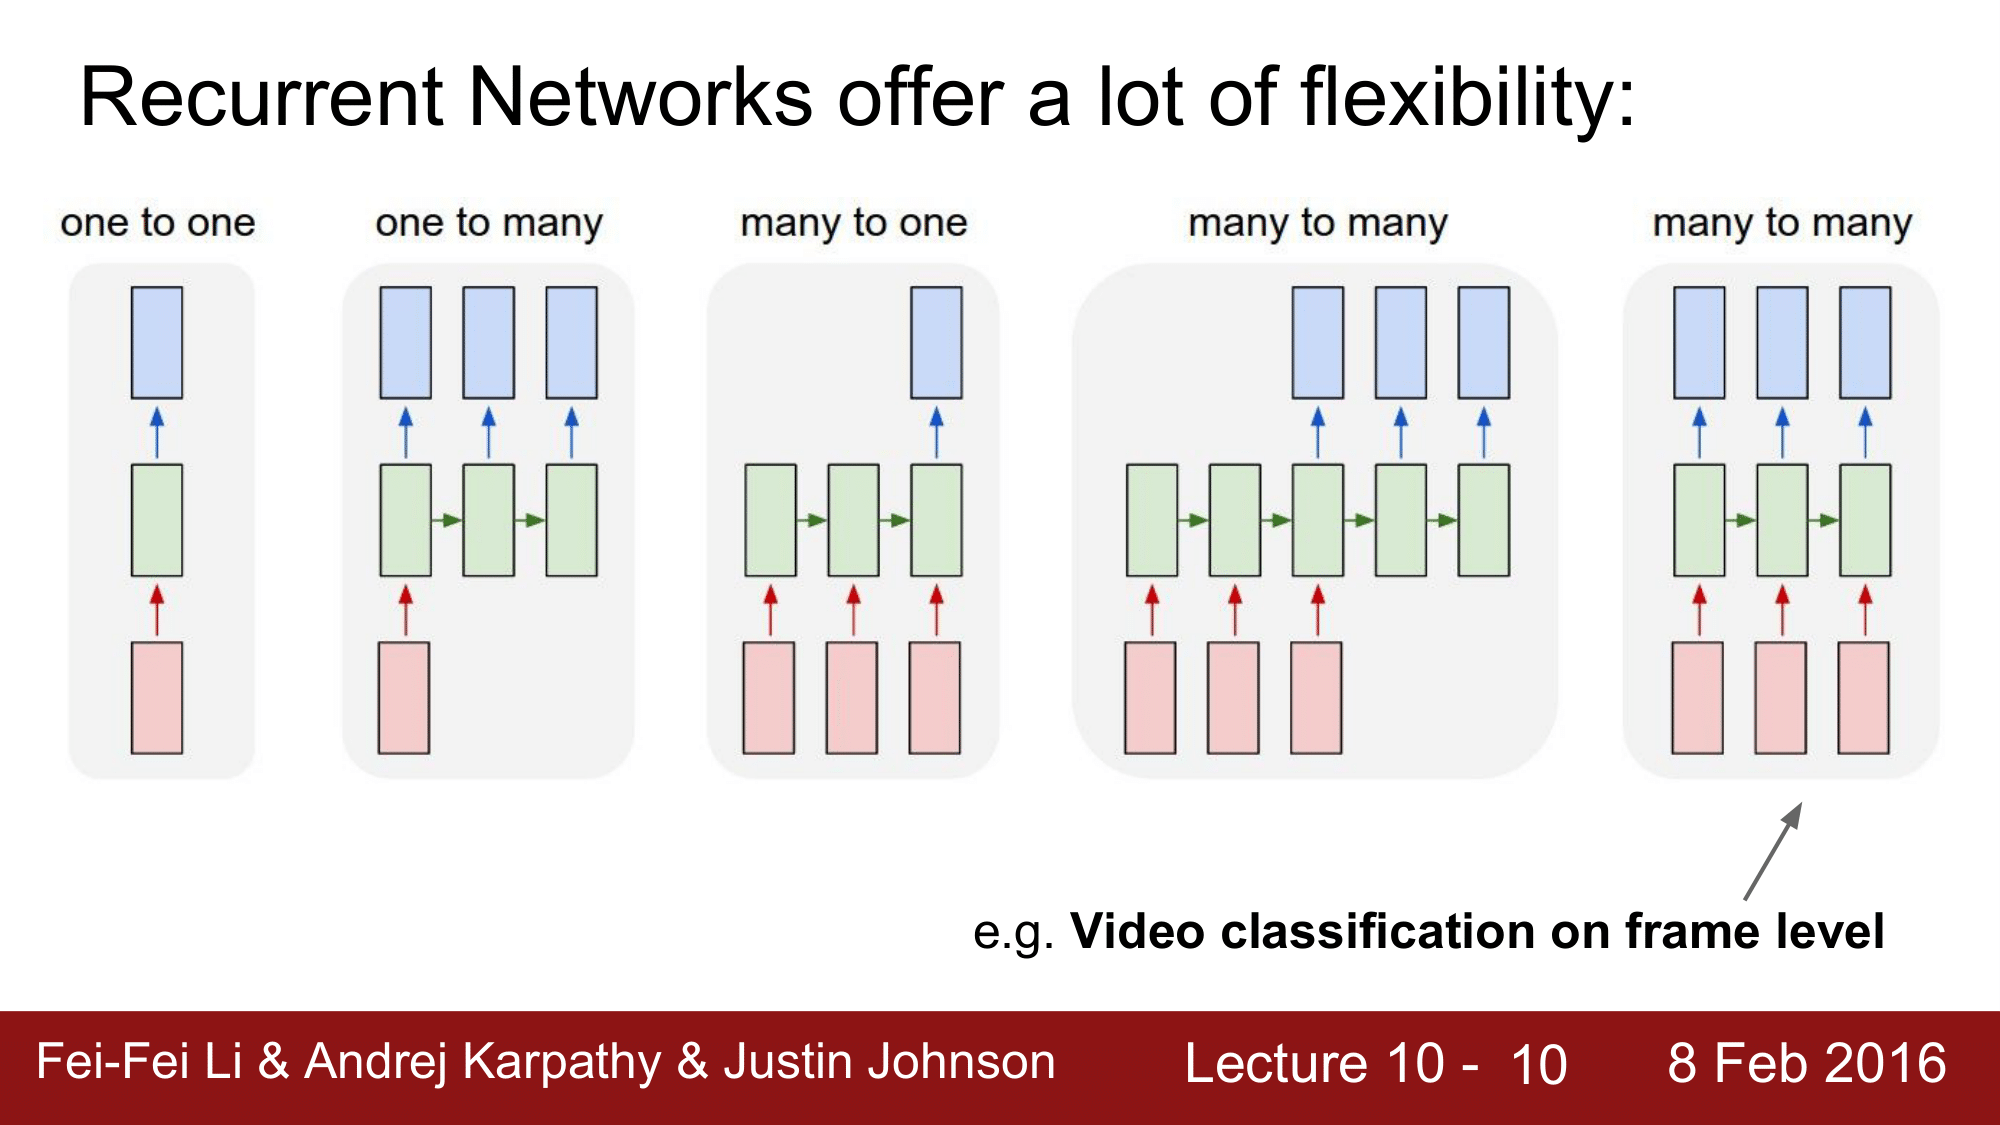 Recurrent Networks offer a lot of flexibility:
one to one
one to many
many to one
many to many
many to many
e.g. Video classification on frame level
Fei-Fei Li & Andrej Karpathy & Justin Johnson
Lecture 10 - 10
8 Feb 2016